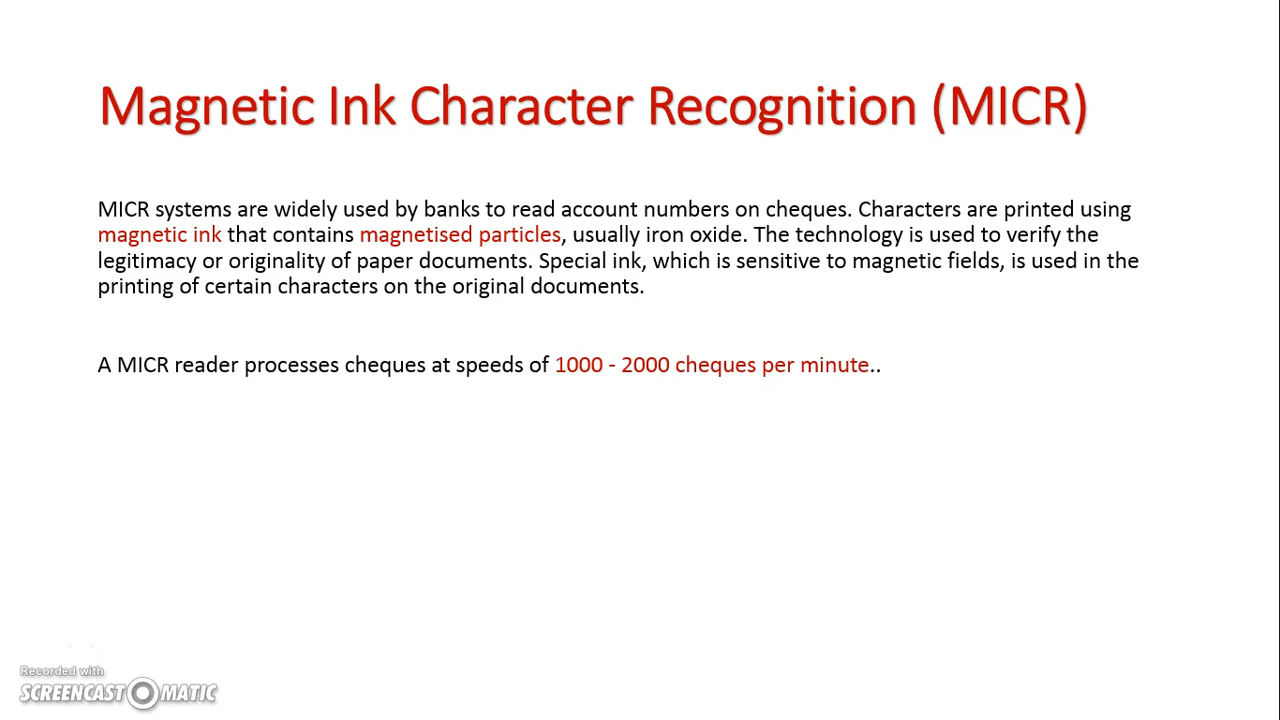 Magnetic Ink Character Recognition (MICR)
MICR systems are widely used by banks to read account numbers on cheques. Characters are printed using
magnetic ink that contains magnetised particles, usually iron oxide. The technology is used to verify the
legitimacy or originality of paper documents. Special ink, which is sensitive to magnetic fields, is used in the
printing of certain characters on the original documents.
A MICR reader processes cheques at speeds of 1000 - 2000 cheques per minute..
Recorded with
SCREENCAST MATIC